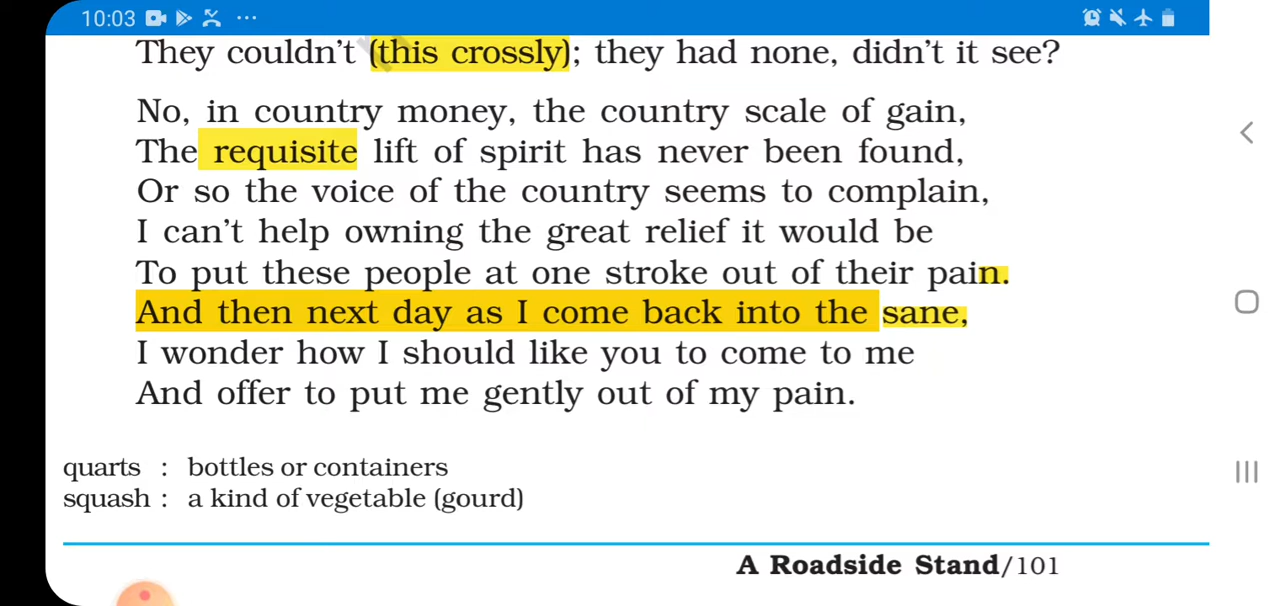 10:03
They couldn't (this crossly); they had none, didn't it see?
No, in country money, the country scale of gain,
The requisite lift of spirit has never been found,
Or so the voice of the country seems to complain,
I can't help owning the great relief it would be
To put these people at one stroke out of their pain.
And then next day as I come back into the sane,
I wonder how I should like you to come to me
And offer to put me gently out of my pain.
quarts : bottles or containers
squash : a kind of vegetable (gourd)
A Roadside Stand/101